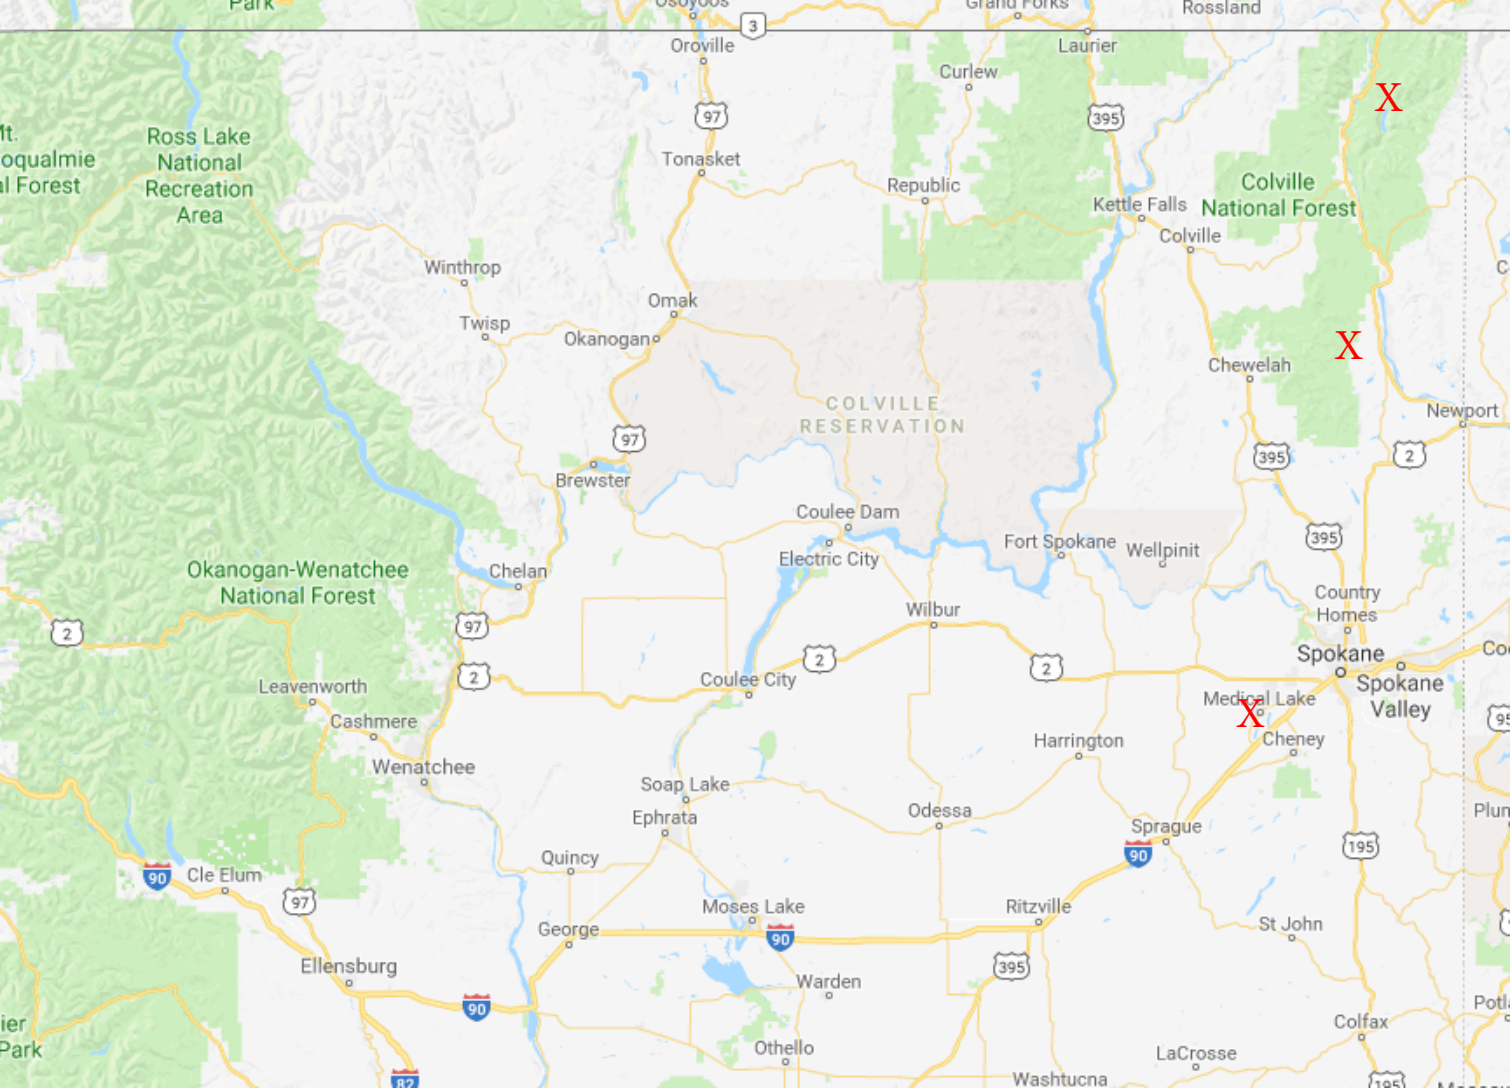 Park
Osoyoos
3
Grand Forks
Rossland
Oroville
Laurier
Curlew
X
97
395
Mt.
oqualmie
al Forest
Ross Lake
National
Recreation
Area
Tonasket
Republic
Colville
National Forest
Kettle Falls
Colville
Winthrop
Omak
Twisp
Okanogan
X
Chewelah
COLVILLE
RESERVATION
Newport
97
395
2
Brewster
Coulee Dam
395
Electric City
Fort Spokane
Wellpinit
Okanogan-Wenatchee
National Forest
Chelan
Country
Homes
Wilbur
97
2
Spokane
2
2
2
Coulee City
Spokane
Valley
Leavenworth
Medical Lake
X
Cashmere
Harrington
Cheney
Wenatchee
Soap Lake
Ephrata
Odessa
Sprague
Plum
195
Quincy
90
90
Cle Elum
97
Moses Lake
Ritzville
George
90
St John
Ellensburg
395
Warden
90
Potla
ier
Park
Colfax
Othello
LaCrosse
82
Washtucna
195